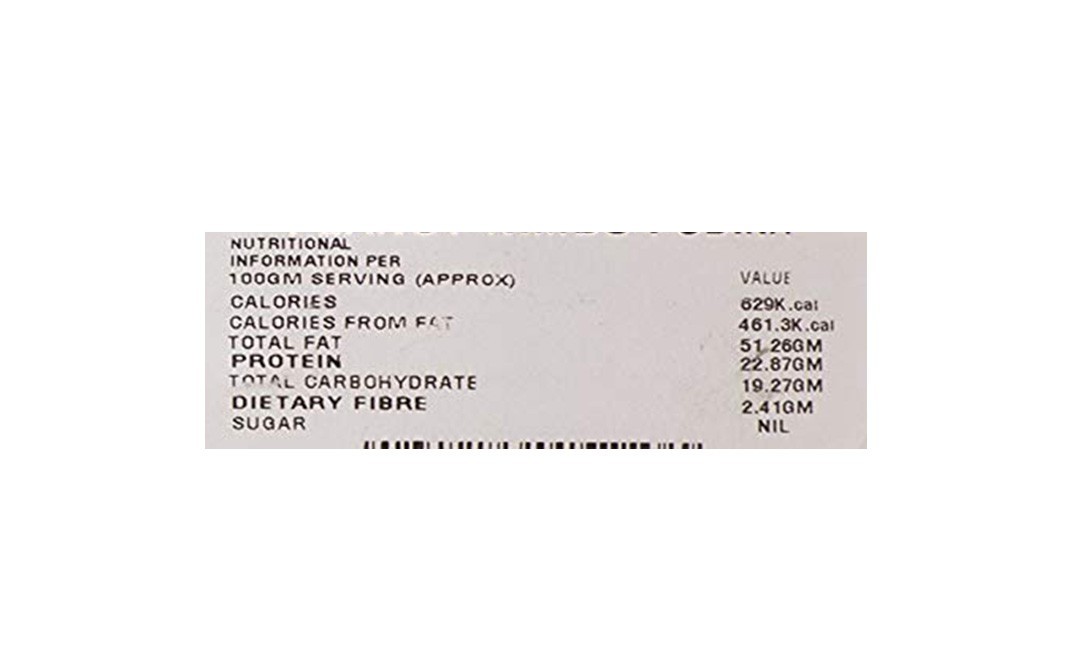 NUTRITIONAL
INFORMATION PER
100GM SERVING (APPROX) VALUE
CALORIES 629K.cal
CALORIES FROM FAT 461.3K.cal
TOTAL FAT 51.26GM
PROTEIN 22.87GM
TOTAL CARBOHYDRATE 19.27GM
DIETARY FIBRE 2.41GM
SUGAR NIL